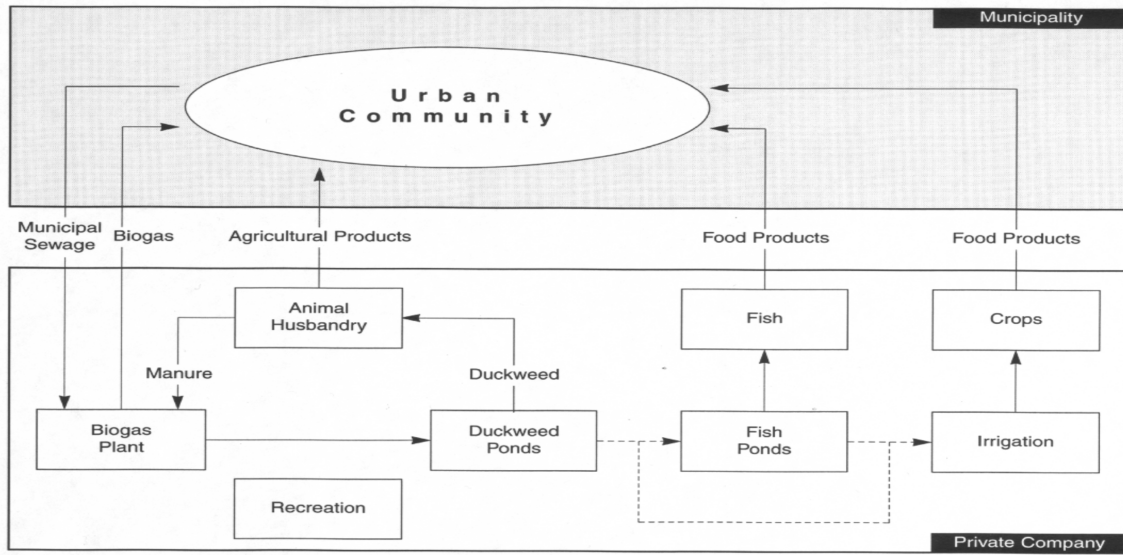 Municipality
Urban
Community
Municipal
Sewage
Biogas
Agricultural Products
Food Products
Food Products
Animal
Husbandry
Fish
Crops
Manure
Duckweed
Biogas
Plant
Duckweed
Ponds
Fish
Ponds
Irrigation
Recreation
Private Company